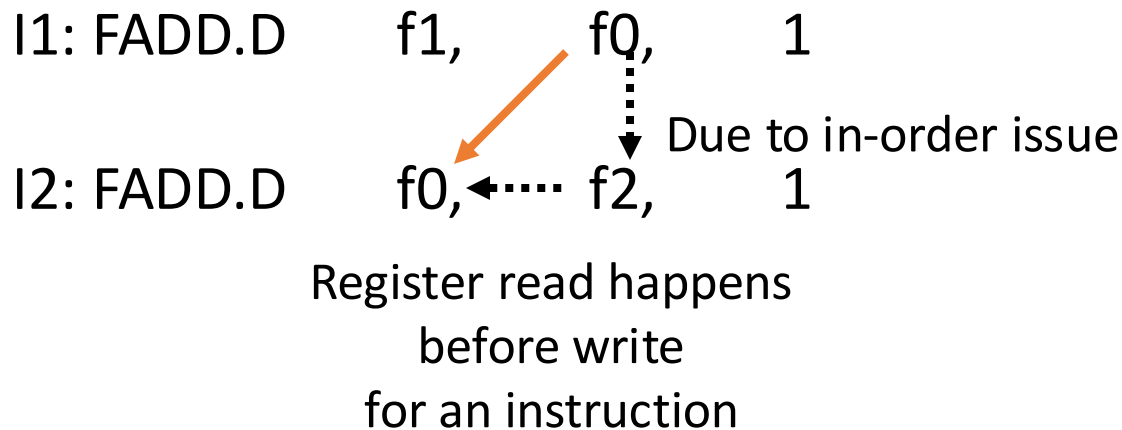 I1: FADD.D f1, f0, 1
Due to in-order issue
I2: FADD.D f0, f2, 1
Register read happens
before write
for an instruction